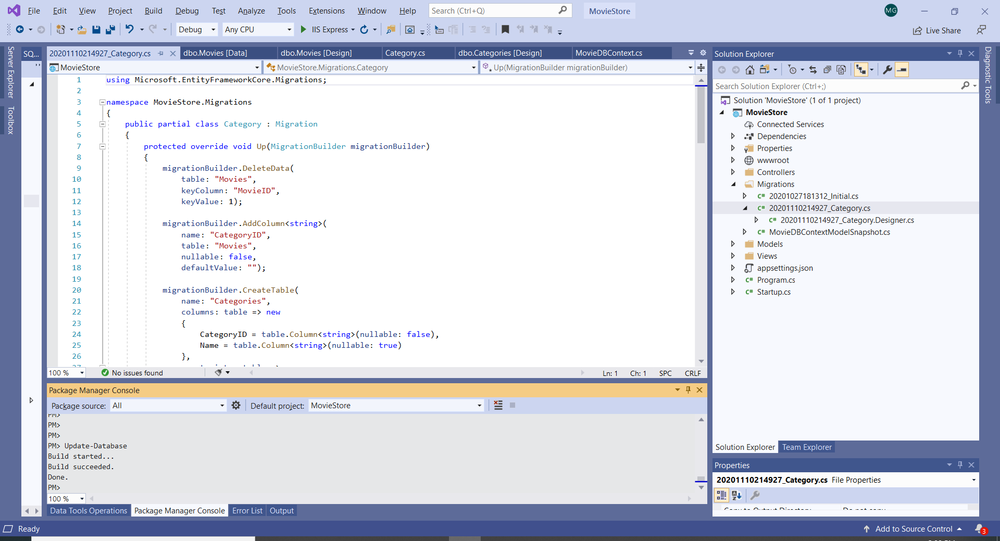 File Edit View Project Build Debug Test Analyze Tools Extensions Window Help Search (Ctrl+Q) MovieStore MG
Debug Any CPU IIS Express Live Share
Server Explorer
Toolbox
SQ...
20201110214927_Category.cs dbo.Movies [Data] dbo.Movies [Design] Category.cs dbo.Categories [Design] MovieDBContext.cs
MovieStore MovieStore.Migrations.Category Up(MigrationBuilder migrationBuilder)
1 using Microsoft.EntityFrameworkCore.Migrations;
2
3 namespace MovieStore.Migrations
4 {
5 public partial class Category : Migration
6 {
7 protected override void Up(MigrationBuilder migrationBuilder)
8 {
9 migrationBuilder.DeleteData(
10 table: "Movies",
11 keyColumn: "MovieID",
12 keyValue: 1);
13
14 migrationBuilder.AddColumn<string>(
15 name: "CategoryID",
16 table: "Movies",
17 nullable: false,
18 defaultValue: "");
19
20 migrationBuilder.CreateTable(
21 name: "Categories",
22 columns: table => new
23 {
24 CategoryID = table.Column<string>(nullable: false),
25 Name = table.Column<string>(nullable: true)
26 },
100 % No issues found Ln: 1 Ch: 1 SPC CRLF
Package Manager Console
Package source: All Default project: MovieStore
PM>
PM>
PM>
PM> Update-Database
Build started...
Build succeeded.
Done.
PM>
100 %
Data Tools Operations Package Manager Console Error List Output
Solution Explorer
Search Solution Explorer (Ctrl+;)
Solution 'MovieStore' (1 of 1 project)
MovieStore
Connected Services
Dependencies
Properties
wwwroot
Controllers
Migrations
C# 20201027181312_Initial.cs
C# 20201110214927_Category.cs
C# 20201110214927_Category.Designer.cs
C# MovieDBContextModelSnapshot.cs
Models
Views
appsettings.json
C# Program.cs
C# Startup.cs
Solution Explorer Team Explorer
Properties
20201110214927_Category.cs File Properties
Copy to Output Directory Do not copy
Diagnostic Tools
Ready Add to Source Control 3